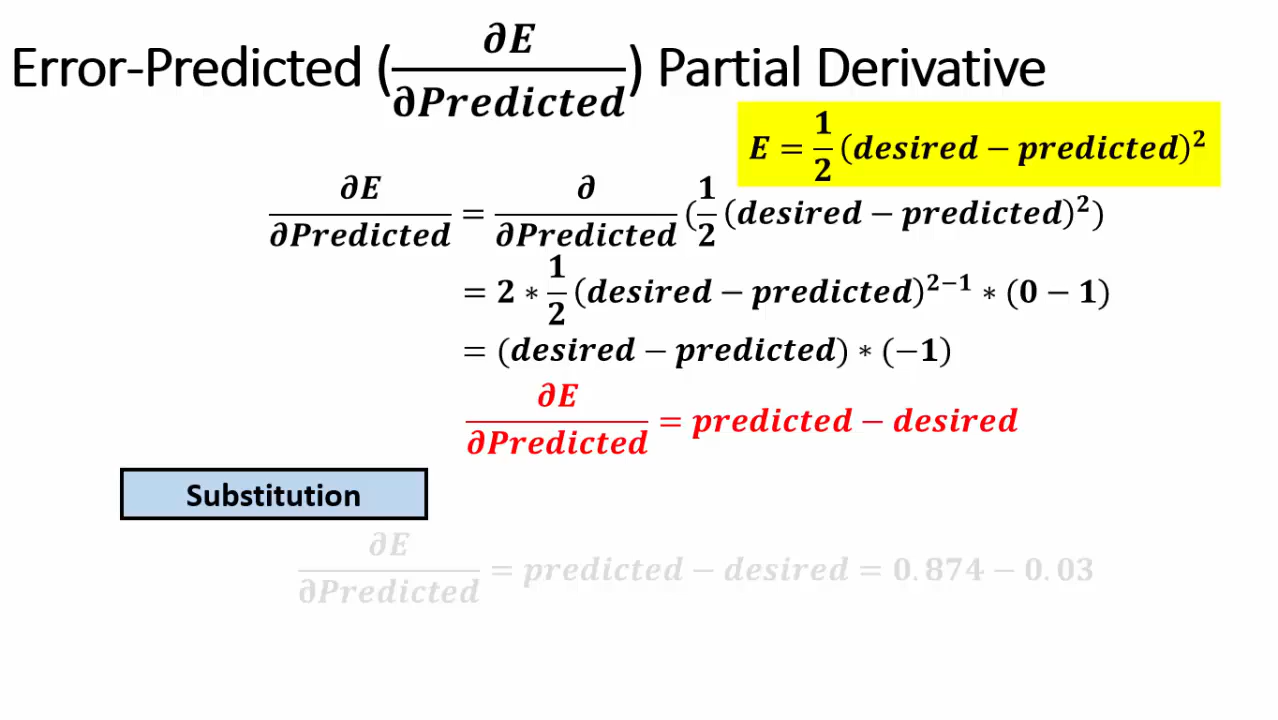 Error-Predicted (∂E/∂Predicted) Partial Derivative
E = 1/2 (desired − predicted)²
∂E/∂Predicted = ∂/∂Predicted (1/2 (desired − predicted)²)
= 2 ∗ 1/2 (desired − predicted)²⁻¹ ∗ (0 − 1)
= (desired − predicted) ∗ (−1)
∂E/∂Predicted = predicted − desired
Substitution
∂E/∂Predicted = predicted − desired = 0.874 − 0.03